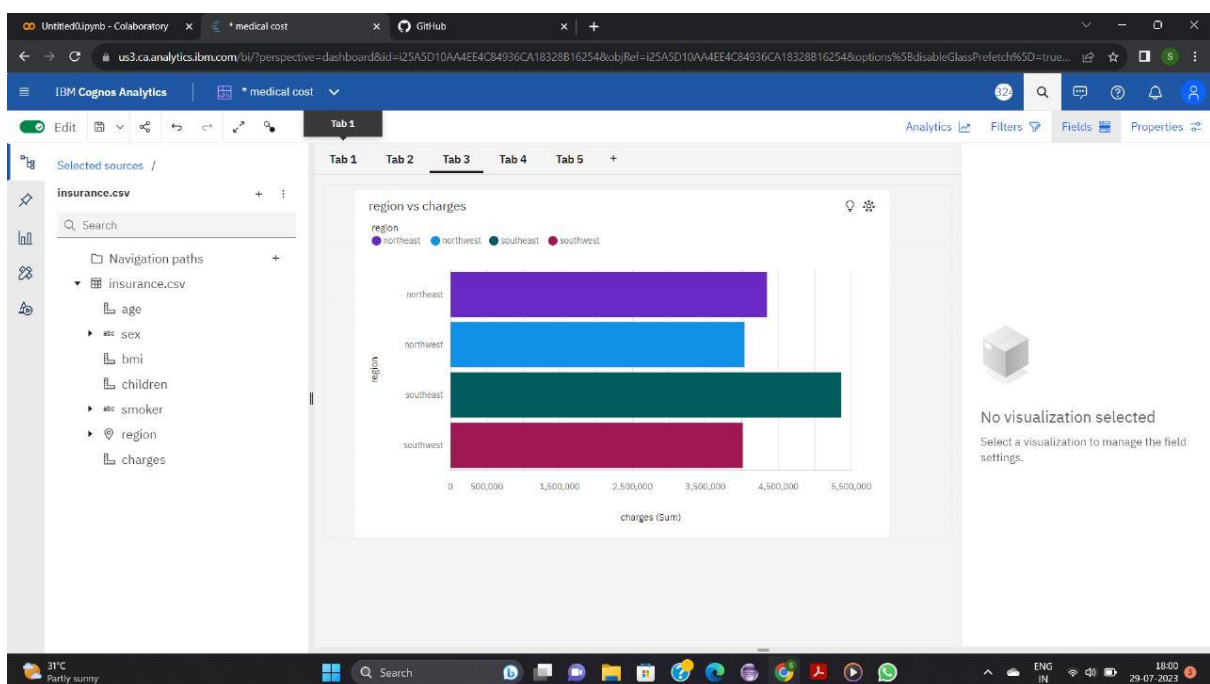 Untitled0.ipynb - Colaboratory
* medical cost
GitHub
us3.ca.analytics.ibm.com/bi/?perspective=dashboard&id=i25A5D10AA4EE4C84936CA18328B16254&objRef=i25A5D10AA4EE4C84936CA18328B16254&options%5BdisableGlassPrefetch%5D=true...
S
IBM Cognos Analytics
* medical cost
Edit
Tab 1
Analytics
Filters
Fields
Properties
Selected sources /
Tab 1 Tab 2 Tab 3 Tab 4 Tab 5 +
insurance.csv
Search
Navigation paths
insurance.csv
age
abc sex
bmi
children
abc smoker
region
charges
region vs charges
region
northeast northwest southeast southwest
northeast
northwest
southeast
southwest
region
0 500,000 1,500,000 2,500,000 3,500,000 4,500,000 5,500,000
charges (Sum)
No visualization selected
Select a visualization to manage the field
settings.
31°C
Partly sunny
Search
ENG
IN
18:00
29-07-2023
3